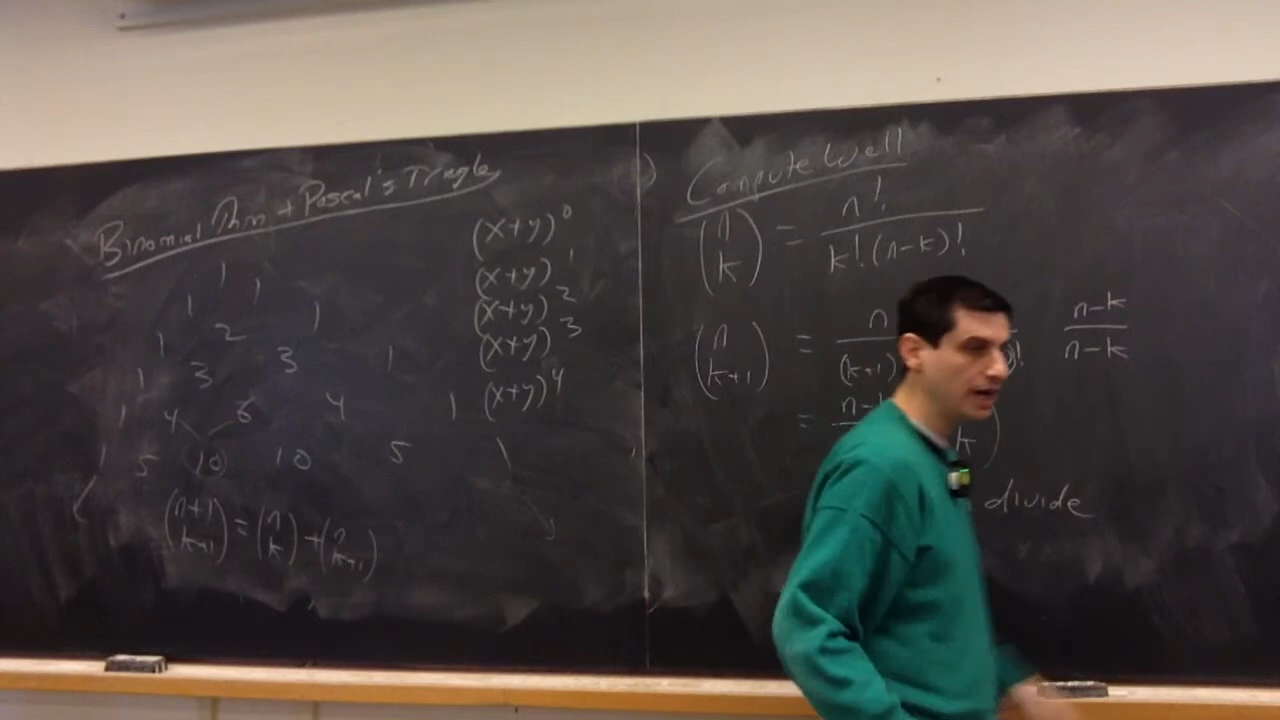 Binomial Thm + Pascal's Triangle
1
1 1
1 2 1
1 3 3 1
1 4 6 4 1
1 5 10 10 5 1
(n+1 k+1) = (n k) + (n k+1)
(x+y)^0
(x+y)^1
(x+y)^2
(x+y)^3
(x+y)^4
Compute Well
(n k) = n! / k!(n-k)!
(n k+1) = n / (k+1) ! n-k / n-k
= n-k k)
divide